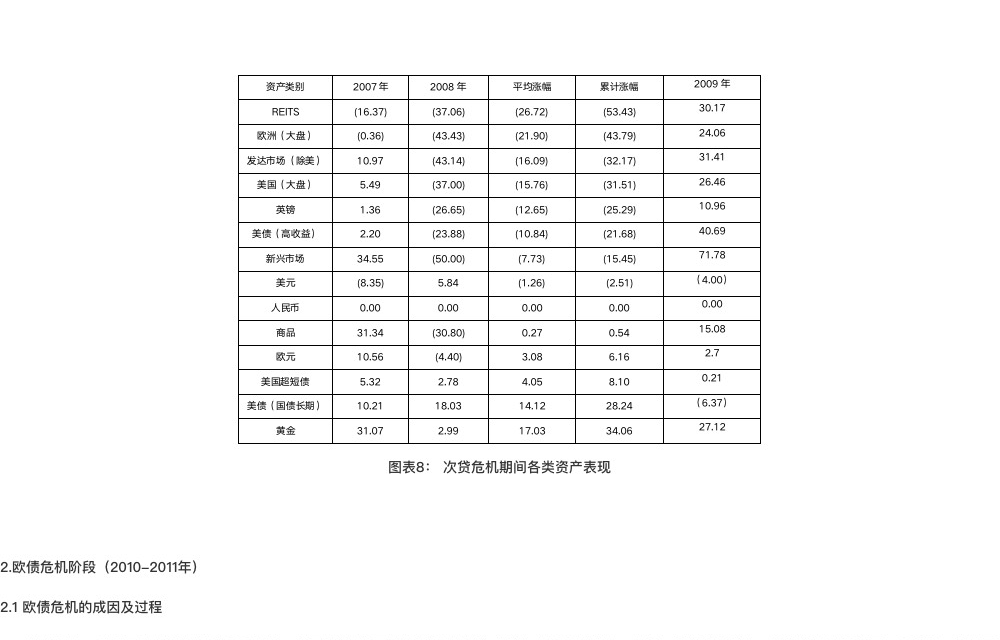 资产类别 2007年 2008年 平均涨幅 累计涨幅 2009年
REITS (16.37) (37.06) (26.72) (53.43) 30.17
欧洲（大盘） (0.36) (43.43) (21.90) (43.79) 24.06
发达市场（除美） 10.97 (43.14) (16.09) (32.17) 31.41
美国（大盘） 5.49 (37.00) (15.76) (31.51) 26.46
英镑 1.36 (26.65) (12.65) (25.29) 10.96
美债（高收益） 2.20 (23.88) (10.84) (21.68) 40.69
新兴市场 34.55 (50.00) (7.73) (15.45) 71.78
美元 (8.35) 5.84 (1.26) (2.51) （4.00）
人民币 0.00 0.00 0.00 0.00 0.00
商品 31.34 (30.80) 0.27 0.54 15.08
欧元 10.56 (4.40) 3.08 6.16 2.7
美国超短债 5.32 2.78 4.05 8.10 0.21
美债（国债长期） 10.21 18.03 14.12 28.24 （6.37）
黄金 31.07 2.99 17.03 34.06 27.12
图表8： 次贷危机期间各类资产表现
2.欧债危机阶段（2010–2011年）
2.1 欧债危机的成因及过程